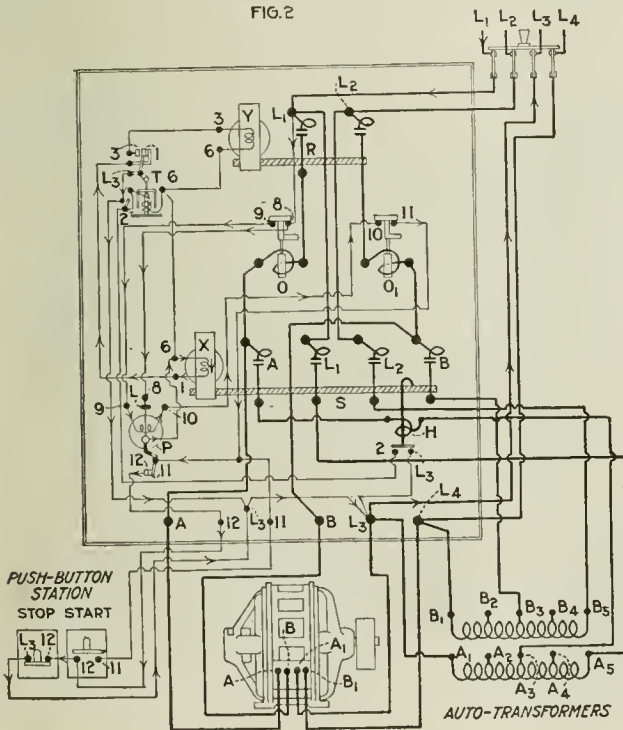 FIG.2
L1 L2 L3 L4
L2
3 Y L1
3 1 6 R
L3 T 6
2 8 11
9 10
O O1
X
6 A L1 L2 B
1
L 8 S
9 10 H
P 2
12 11 L3
L4
A 12 L3 11 B L3
PUSH-BUTTON
STATION
STOP START
B1 B2 B3 B4 B5
L3 12 B A1
12 11 A B1
A1 A2 A3 A4 A5
AUTO-TRANSFORMERS